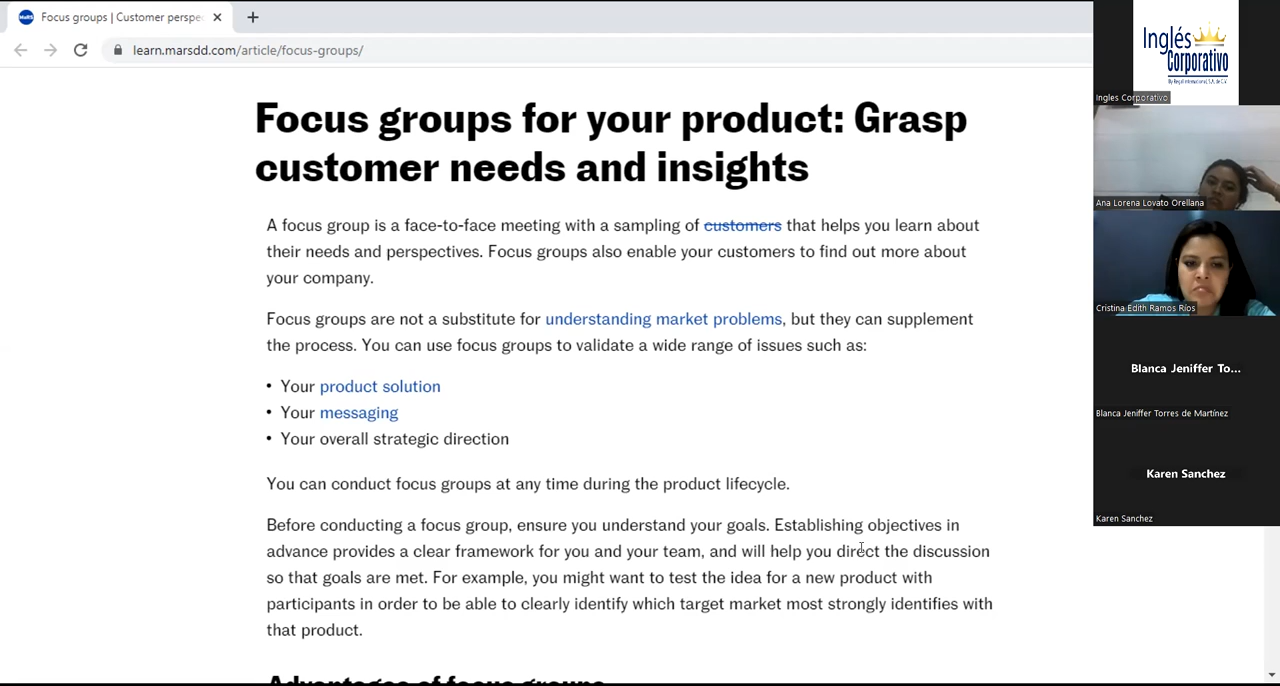 Focus groups | Customer perspec
learn.marsdd.com/article/focus-groups/
Focus groups for your product: Grasp
customer needs and insights
A focus group is a face-to-face meeting with a sampling of customers that helps you learn about
their needs and perspectives. Focus groups also enable your customers to find out more about
your company.
Focus groups are not a substitute for understanding market problems, but they can supplement
the process. You can use focus groups to validate a wide range of issues such as:
• Your product solution
• Your messaging
• Your overall strategic direction
You can conduct focus groups at any time during the product lifecycle.
Before conducting a focus group, ensure you understand your goals. Establishing objectives in
advance provides a clear framework for you and your team, and will help you direct the discussion
so that goals are met. For example, you might want to test the idea for a new product with
participants in order to be able to clearly identify which target market most strongly identifies with
that product.
Advantages of focus groups
Inglés
Corporativo
Ingles Corporativo
Ana Lorena Lovato Orellana
Cristina Edith Ramos Ríos
Blanca Jeniffer To...
Blanca Jeniffer Torres de Martínez
Karen Sanchez
Karen Sanchez